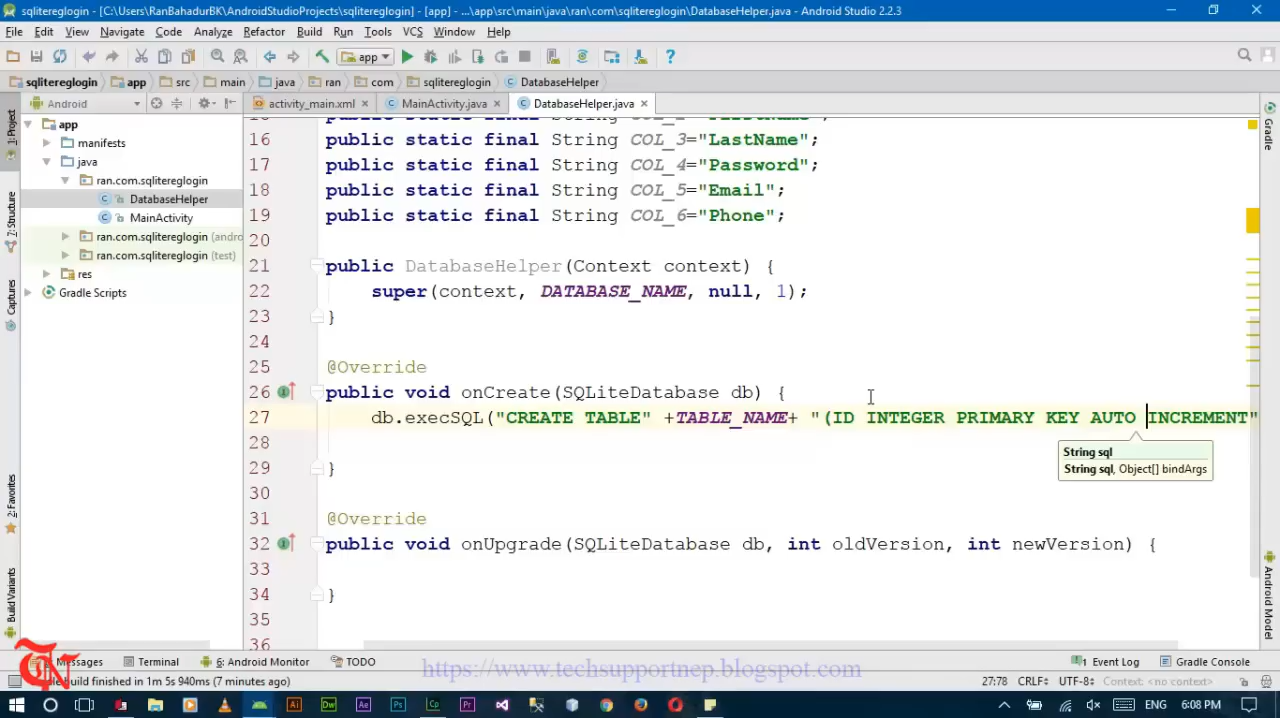 sqlitereglogin - [C:\Users\RanBahadurBK\AndroidStudioProjects\sqlitereglogin] - [app] - ...\app\src\main\java\ran\com\sqlitereglogin\DatabaseHelper.java - Android Studio 2.2.3
File Edit View Navigate Code Analyze Refactor Build Run Tools VCS Window Help
app
sqlitereglogin app src main java ran com sqlitereglogin DatabaseHelper
Android activity_main.xml MainActivity.java DatabaseHelper.java
1: Project
7: Structure
Captures
2: Favorites
Build Variants
app
manifests
java
ran.com.sqlitereglogin
DatabaseHelper
MainActivity
ran.com.sqlitereglogin (andro
ran.com.sqlitereglogin (test)
res
Gradle Scripts
16 public static final String COL_3="LastName";
17 public static final String COL_4="Password";
18 public static final String COL_5="Email";
19 public static final String COL_6="Phone";
20
21 public DatabaseHelper(Context context) {
22 super(context, DATABASE_NAME, null, 1);
23 }
24
25 @Override
26 public void onCreate(SQLiteDatabase db) {
27 db.execSQL("CREATE TABLE" +TABLE_NAME+ "(ID INTEGER PRIMARY KEY AUTO INCREMENT"
String sql
String sql, Object[] bindArgs
28
29 }
30
31 @Override
32 public void onUpgrade(SQLiteDatabase db, int oldVersion, int newVersion) {
33
34 }
35
36
Gradle
Android Model
Messages Terminal 6: Android Monitor TODO Event Log Gradle Console
https://www.techsupportnep.blogspot.com
build finished in 1m 5s 940ms (7 minutes ago) 27:78 CRLF UTF-8 Context: <no context>
Ai Dw Ae Ps Cp Pr ENG 6:08 PM